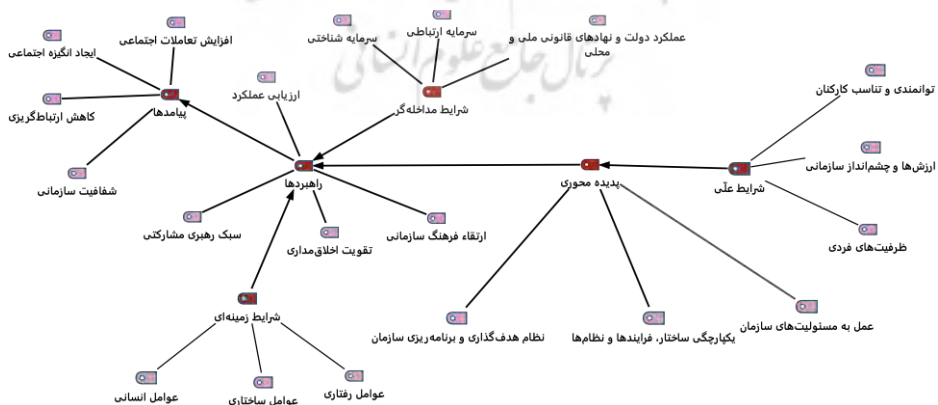 سرمایه ارتباطی
سرمایه شناختی
عملکرد دولت و نهادهای قانونی ملی و
محلی
افزایش تعاملات اجتماعی
ایجاد انگیزه اجتماعی
پرتال جامع علوم انسانی
توانمندی و تناسب کارکنان
ارزیابی عملکرد
شرایط مداخله‌گر
پیامدها
کاهش ارتباط‌گریزی
ارزش‌ها و چشم‌انداز سازمانی
شرایط علّی
پدیده محوری
راهبردها
شفافیت سازمانی
ظرفیت‌های فردی
ارتقاء فرهنگ سازمانی
تقویت اخلاق‌مداری
سبک رهبری مشارکتی
شرایط زمینه‌ای
عمل به مسئولیت‌های سازمان
یکپارچگی ساختار، فرایندها و نظام‌ها
نظام هدف‌گذاری و برنامه‌ریزی سازمان
عوامل رفتاری
عوامل ساختاری
عوامل انسانی